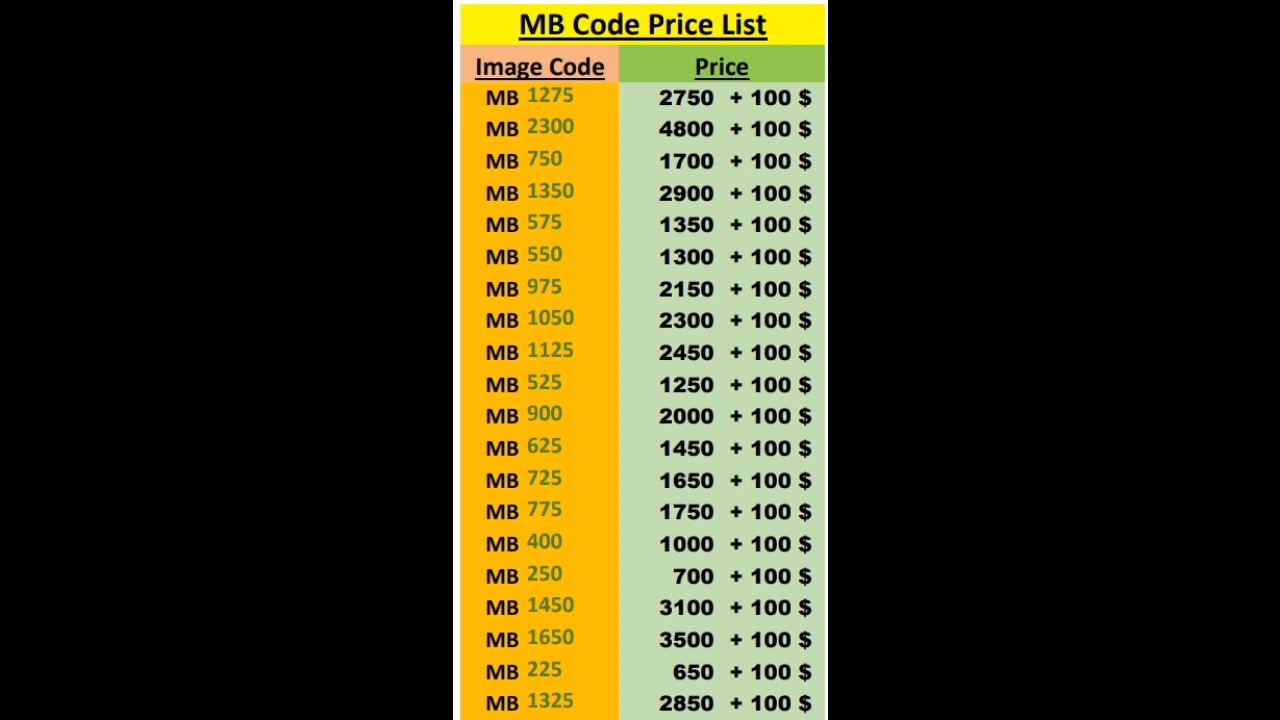 MB Code Price List
Image Code Price
MB 1275 2750 + 100 $
MB 2300 4800 + 100 $
MB 750 1700 + 100 $
MB 1350 2900 + 100 $
MB 575 1350 + 100 $
MB 550 1300 + 100 $
MB 975 2150 + 100 $
MB 1050 2300 + 100 $
MB 1125 2450 + 100 $
MB 525 1250 + 100 $
MB 900 2000 + 100 $
MB 625 1450 + 100 $
MB 725 1650 + 100 $
MB 775 1750 + 100 $
MB 400 1000 + 100 $
MB 250 700 + 100 $
MB 1450 3100 + 100 $
MB 1650 3500 + 100 $
MB 225 650 + 100 $
MB 1325 2850 + 100 $